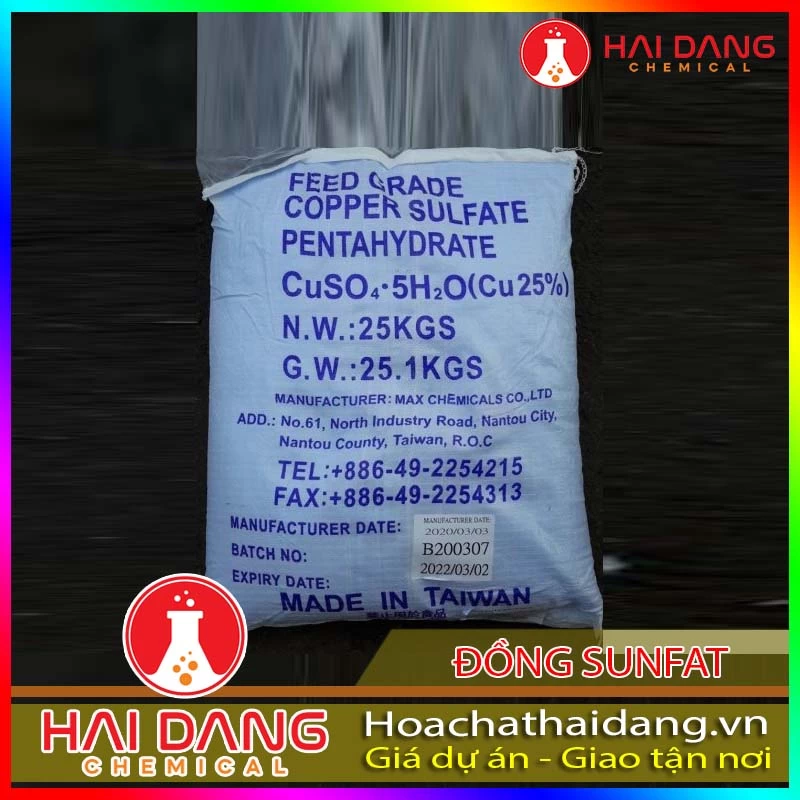 HAI DANG
CHEMICAL
FEED GRADE
COPPER SULFATE
PENTAHYDRATE
CuSO₄·5H₂O(Cu25%)
N.W.:25KGS
G.W.:25.1KGS
MANUFACTURER: MAX CHEMICALS CO.,LTD
ADD.: No.61, North Industry Road, Nantou City,
Nantou County, Taiwan, R.O.C
TEL:+886-49-2254215
FAX:+886-49-2254313
MANUFACTURER DATE:
BATCH NO:
EXPIRY DATE:
MANUFACTURER DATE:
2020/03/03
B200307
2022/03/02
MADE IN TAIWAN
ĐỒNG SUNFAT
HAI DANG
CHEMICAL
Hoachathaidang.vn
Giá dự án - Giao tận nơi